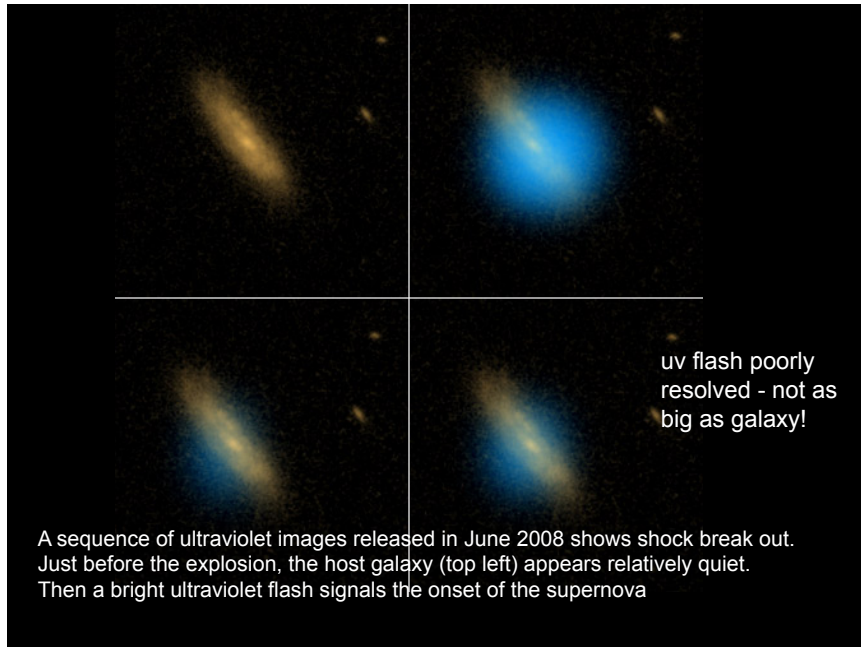 uv flash poorly
resolved - not as
big as galaxy!
A sequence of ultraviolet images released in June 2008 shows shock break out.
Just before the explosion, the host galaxy (top left) appears relatively quiet.
Then a bright ultraviolet flash signals the onset of the supernova